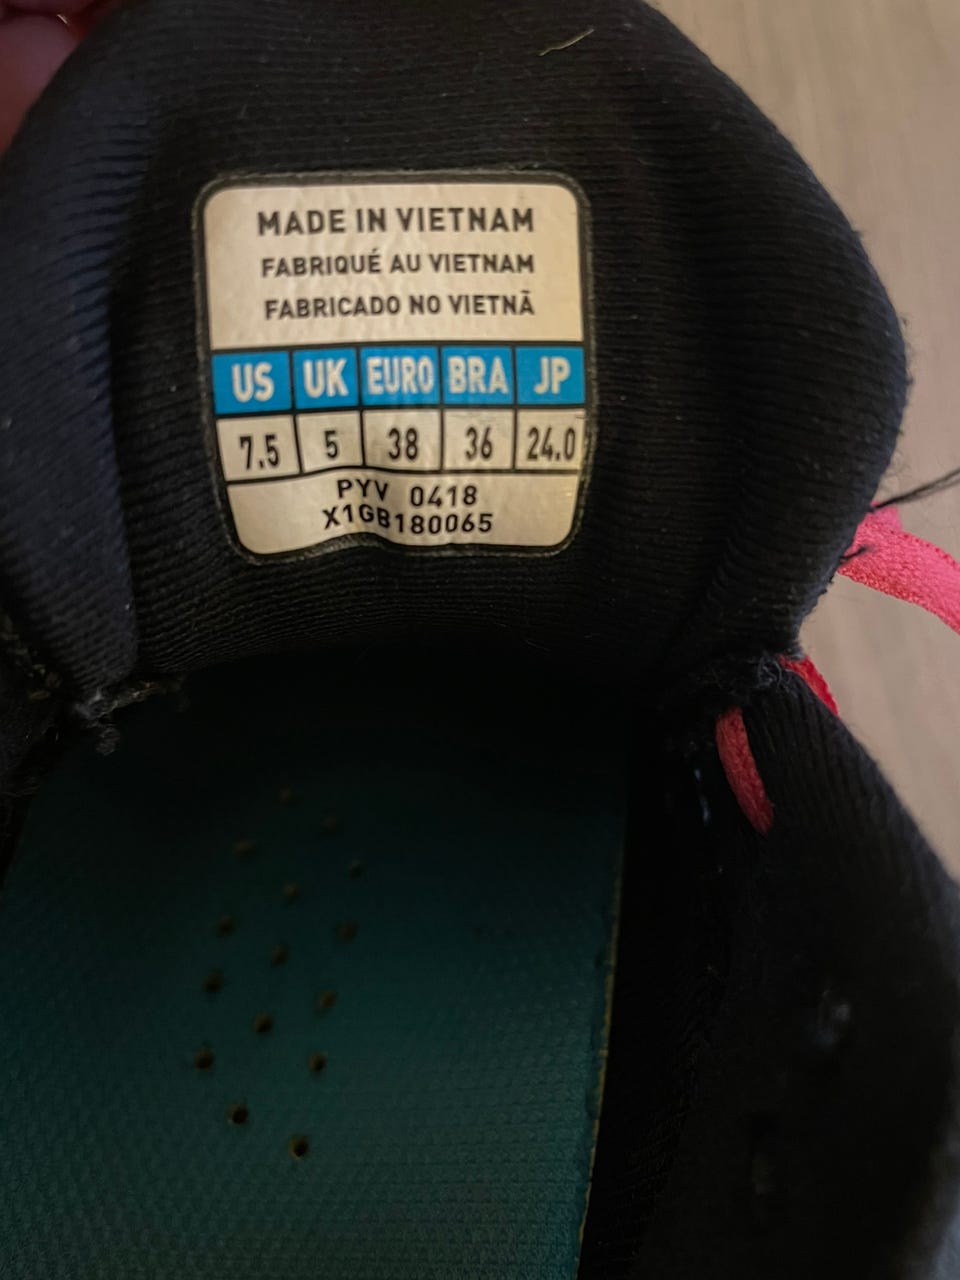 MADE IN VIETNAM
FABRIQUÉ AU VIETNAM
FABRICADO NO VIETNÃ
US UK EURO BRA JP
7.5 5 38 36 24.0
PYV 0418
X1GB180065